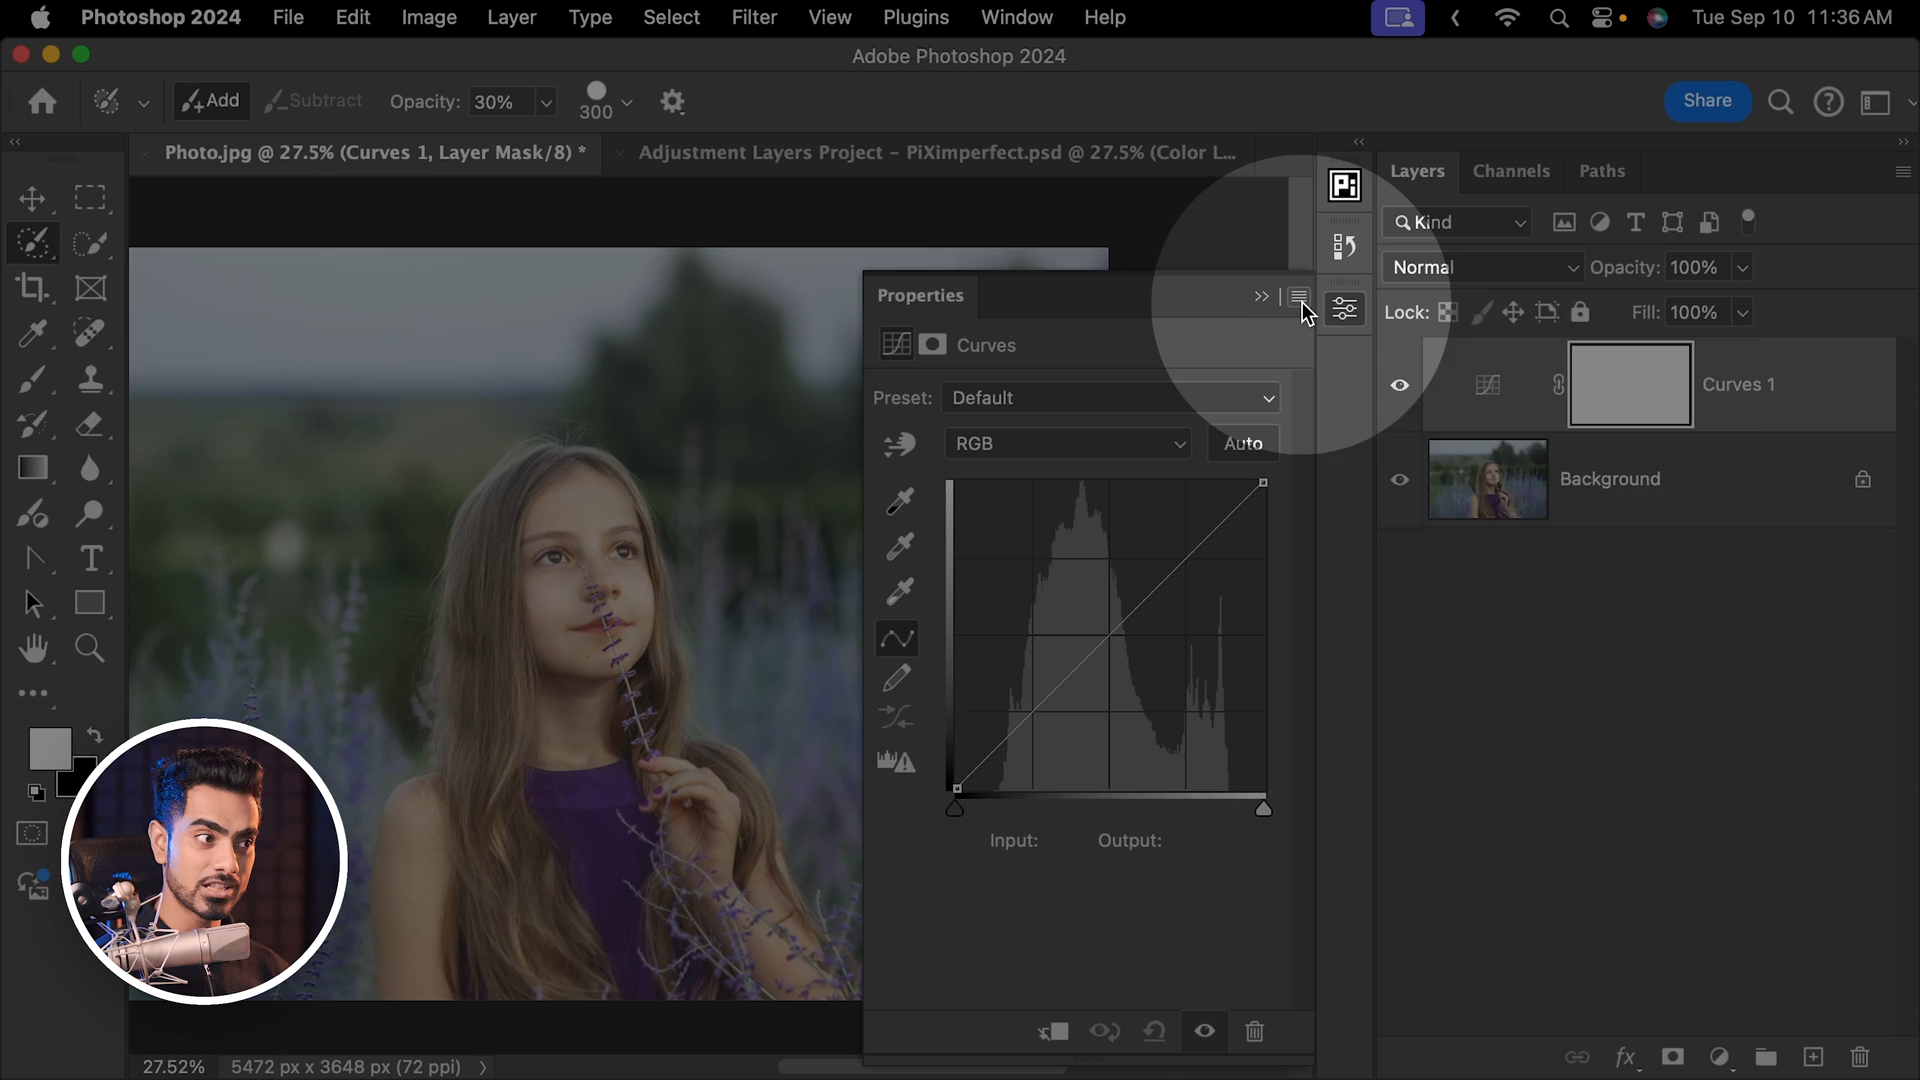 Photoshop 2024 File Edit Image Layer Type Select Filter View Plugins Window Help Tue Sep 10 11:36 AM
Adobe Photoshop 2024
Add Subtract Opacity: 30% 300 Share
Photo.jpg @ 27.5% (Curves 1, Layer Mask/8) * Adjustment Layers Project – PiXimperfect.psd @ 27.5% (Color L...
Pi
Layers Channels Paths
Kind
Normal Opacity: 100%
Lock: Fill: 100%
Curves 1
Background
Properties
Curves
Preset: Default
RGB Auto
Input: Output:
27.52% 5472 px x 3648 px (72 ppi)
fx